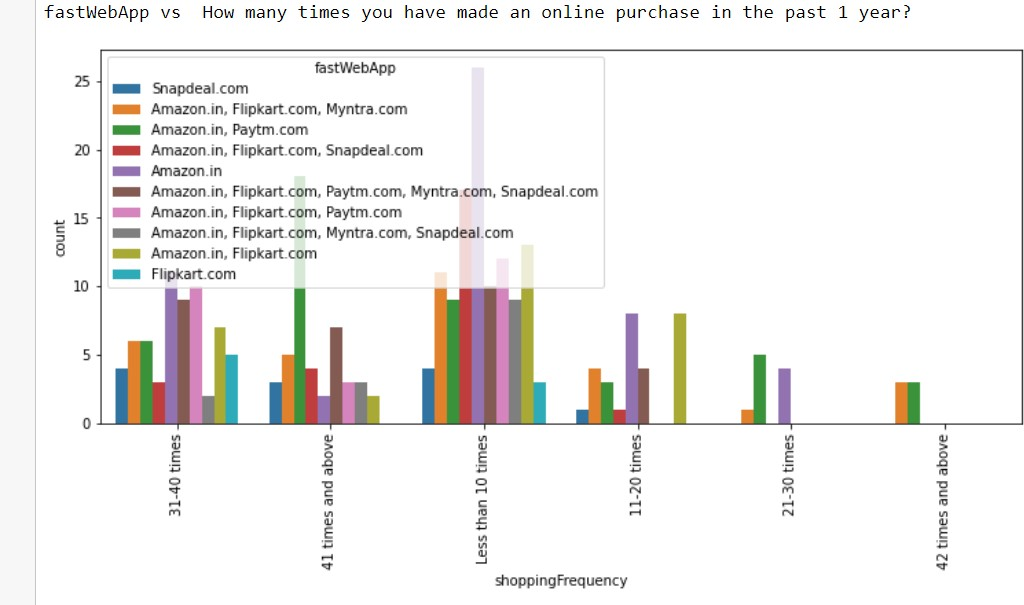 fastWebApp vs  How many times you have made an online purchase in the past 1 year?
fastWebApp
Snapdeal.com
Amazon.in, Flipkart.com, Myntra.com
Amazon.in, Paytm.com
Amazon.in, Flipkart.com, Snapdeal.com
Amazon.in
Amazon.in, Flipkart.com, Paytm.com, Myntra.com, Snapdeal.com
Amazon.in, Flipkart.com, Paytm.com
Amazon.in, Flipkart.com, Myntra.com, Snapdeal.com
Amazon.in, Flipkart.com
Flipkart.com
25
20
15
10
5
0
count
31-40 times
41 times and above
Less than 10 times
11-20 times
21-30 times
42 times and above
shoppingFrequency